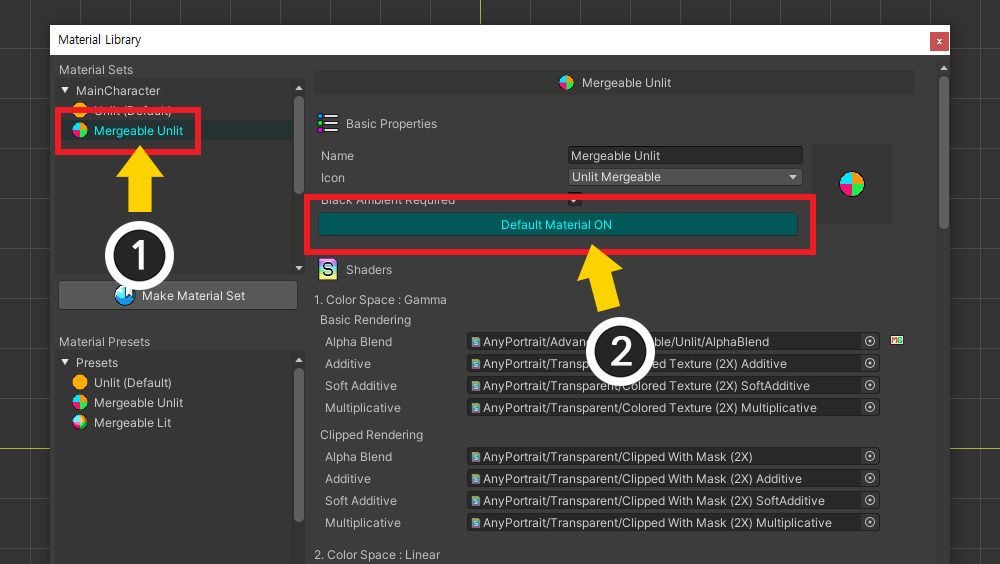 Material Library
x
Material Sets
MainCharacter
Unlit (Default)
Mergeable Unlit
1
Make Material Set
Material Presets
Presets
Unlit (Default)
Mergeable Unlit
Mergeable Lit
Mergeable Unlit
Basic Properties
Name Mergeable Unlit
Icon Unlit Mergeable
Black Ambient Required
Default Material ON
S Shaders
2
1. Color Space : Gamma
Basic Rendering
Alpha Blend AnyPortrait/Advan ble/Unlit/AlphaBlend
Additive AnyPortrait/Transp red Texture (2X) Additive
Soft Additive AnyPortrait/Transparent/Colored Texture (2X) SoftAdditive
Multiplicative AnyPortrait/Transparent/Colored Texture (2X) Multiplicative
Clipped Rendering
Alpha Blend AnyPortrait/Transparent/Clipped With Mask (2X)
Additive AnyPortrait/Transparent/Clipped With Mask (2X) Additive
Soft Additive AnyPortrait/Transparent/Clipped With Mask (2X) SoftAdditive
Multiplicative AnyPortrait/Transparent/Clipped With Mask (2X) Multiplicative
2. Color Space : Linear